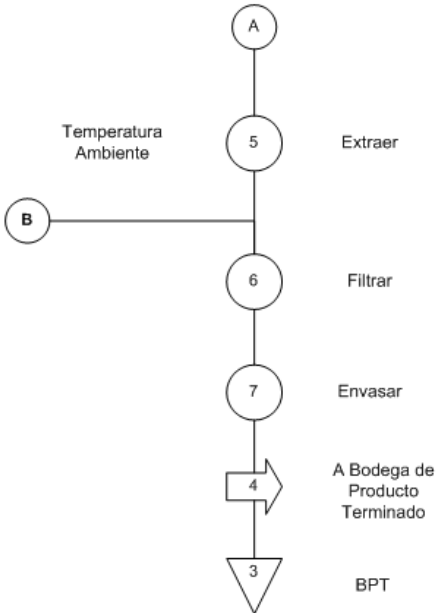 A
Temperatura
Ambiente
5
Extraer
B
6
Filtrar
7
Envasar
4
A Bodega de
Producto
Terminado
3
BPT